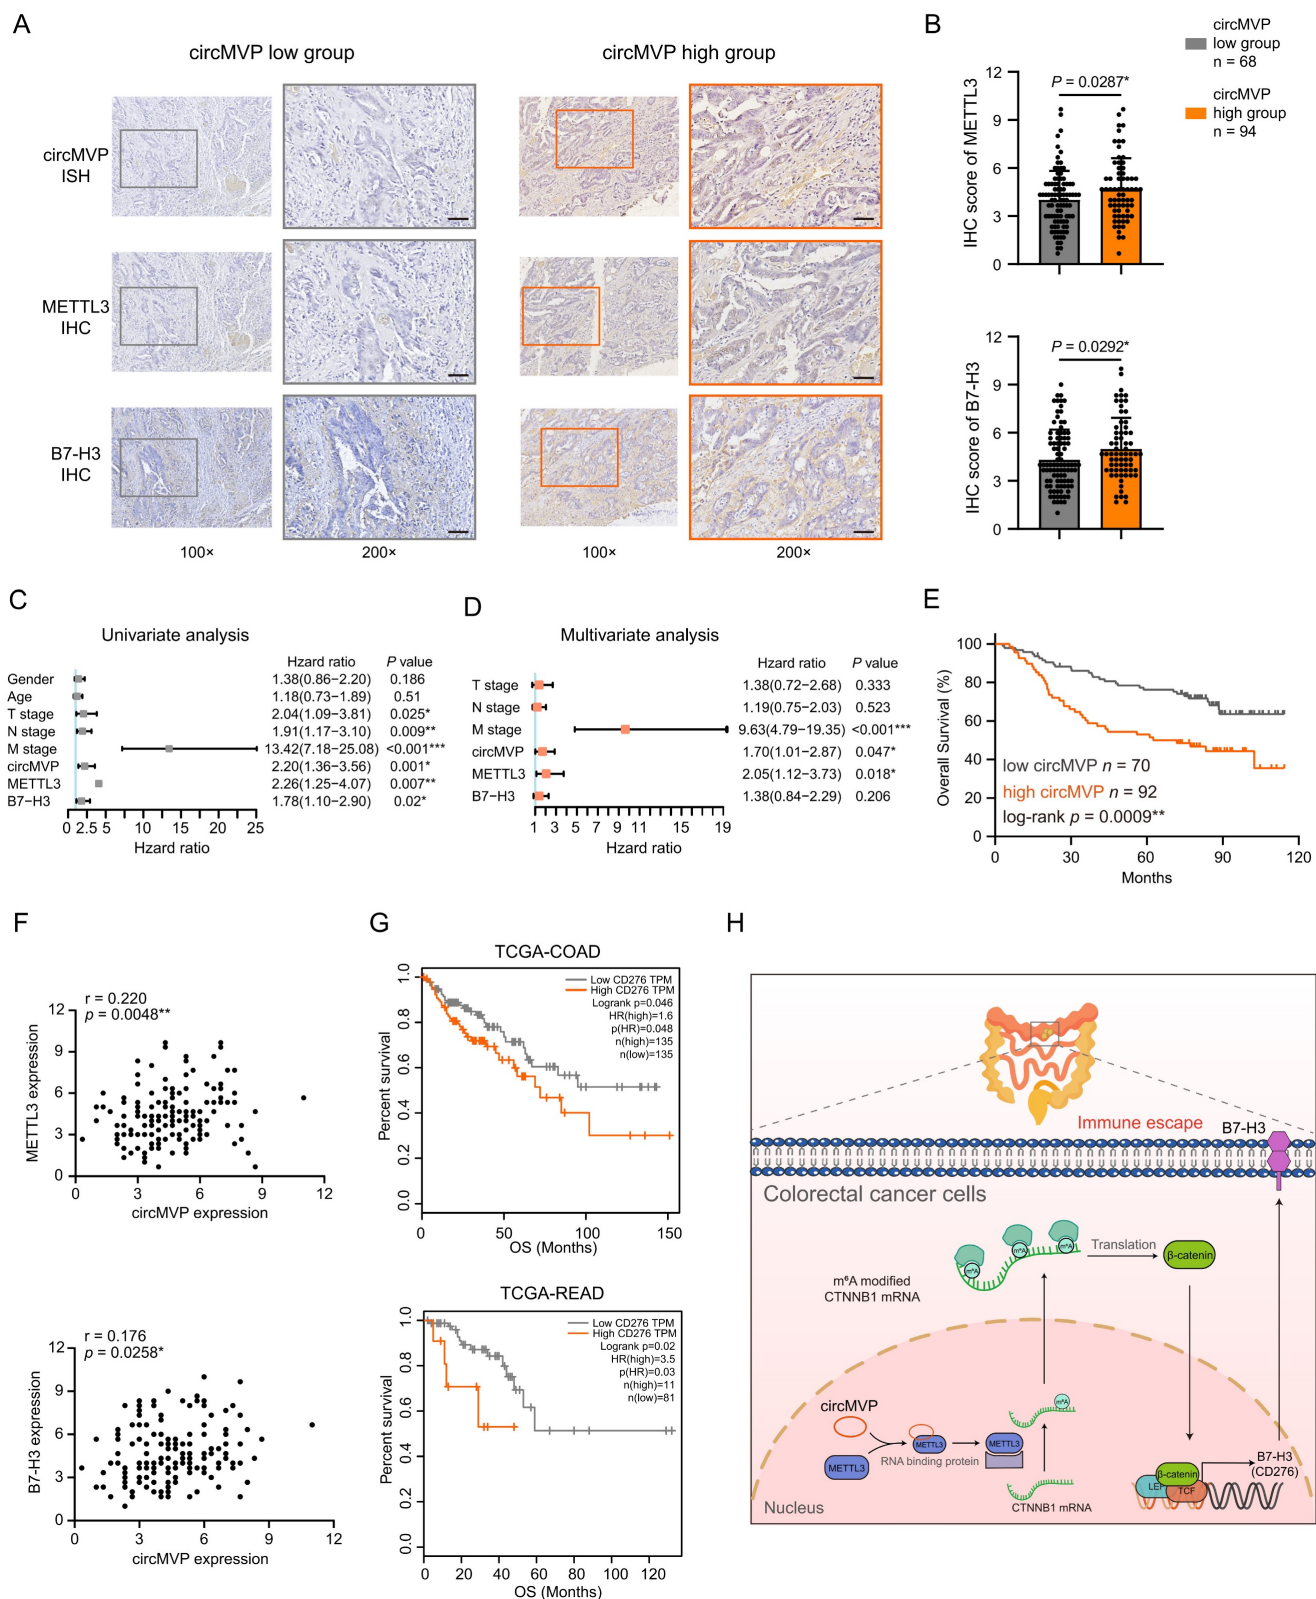 A
circMVP low group
circMVP high group
circMVP
ISH
METTL3
IHC
B7-H3
IHC
100×
200×
100×
200×
B
circMVP
low group
n = 68
circMVP
high group
n = 94
P = 0.0287*
IHC score of METTL3
12
9
6
3
0
P = 0.0292*
IHC score of B7-H3
12
9
6
3
0
C
Univariate analysis
Hzard ratio P value
Gender 1.38(0.86−2.20) 0.186
Age 1.18(0.73−1.89) 0.51
T stage 2.04(1.09−3.81) 0.025*
N stage 1.91(1.17−3.10) 0.009**
M stage 13.42(7.18−25.08) <0.001***
circMVP 2.20(1.36−3.56) 0.001*
METTL3 2.26(1.25−4.07) 0.007**
B7−H3 1.78(1.10−2.90) 0.02*
0 2.5 5 10 15 20 25
Hzard ratio
D
Multivariate analysis
Hzard ratio P value
T stage 1.38(0.72−2.68) 0.333
N stage 1.19(0.75−2.03) 0.523
M stage 9.63(4.79−19.35) <0.001***
circMVP 1.70(1.01−2.87) 0.047*
METTL3 2.05(1.12−3.73) 0.018*
B7−H3 1.38(0.84−2.29) 0.206
1 3 5 7 9 11 15 19
Hzard ratio
E
Overall Survival (%)
100
80
60
40
20
0
low circMVP n = 70
high circMVP n = 92
log-rank p = 0.0009**
0 30 60 90 120
Months
F
r = 0.220
p = 0.0048**
METTL3 expression
12
9
6
3
0
0 3 6 9 12
circMVP expression
r = 0.176
p = 0.0258*
B7-H3 expression
12
9
6
3
0
0 3 6 9 12
circMVP expression
G
TCGA-COAD
Low CD276 TPM
High CD276 TPM
Logrank p=0.046
HR(high)=1.6
p(HR)=0.048
n(high)=135
n(low)=135
Percent survival
1.0
0.8
0.6
0.4
0.2
0.0
0 50 100 150
OS (Months)
TCGA-READ
Low CD276 TPM
High CD276 TPM
Logrank p=0.02
HR(high)=3.5
p(HR)=0.03
n(high)=11
n(low)=81
Percent survival
1.0
0.8
0.6
0.4
0.2
0.0
0 20 40 60 80 100 120
OS (Months)
H
Immune escape
B7-H3
Colorectal cancer cells
m⁶A
m⁶A
m⁶A
Translation
β-catenin
m⁶A modified
CTNNB1 mRNA
circMVP
METTL3
METTL3
RNA binding protein
METTL3
m⁶A
CTNNB1 mRNA
β-catenin
LEF
TCF
B7-H3
(CD276)
Nucleus